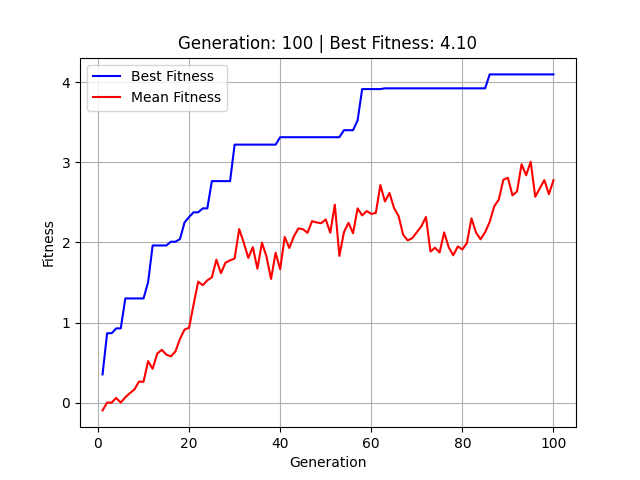 Generation: 100 | Best Fitness: 4.10
Best Fitness
Mean Fitness
4
3
2
1
0
Fitness
0 20 40 60 80 100
Generation